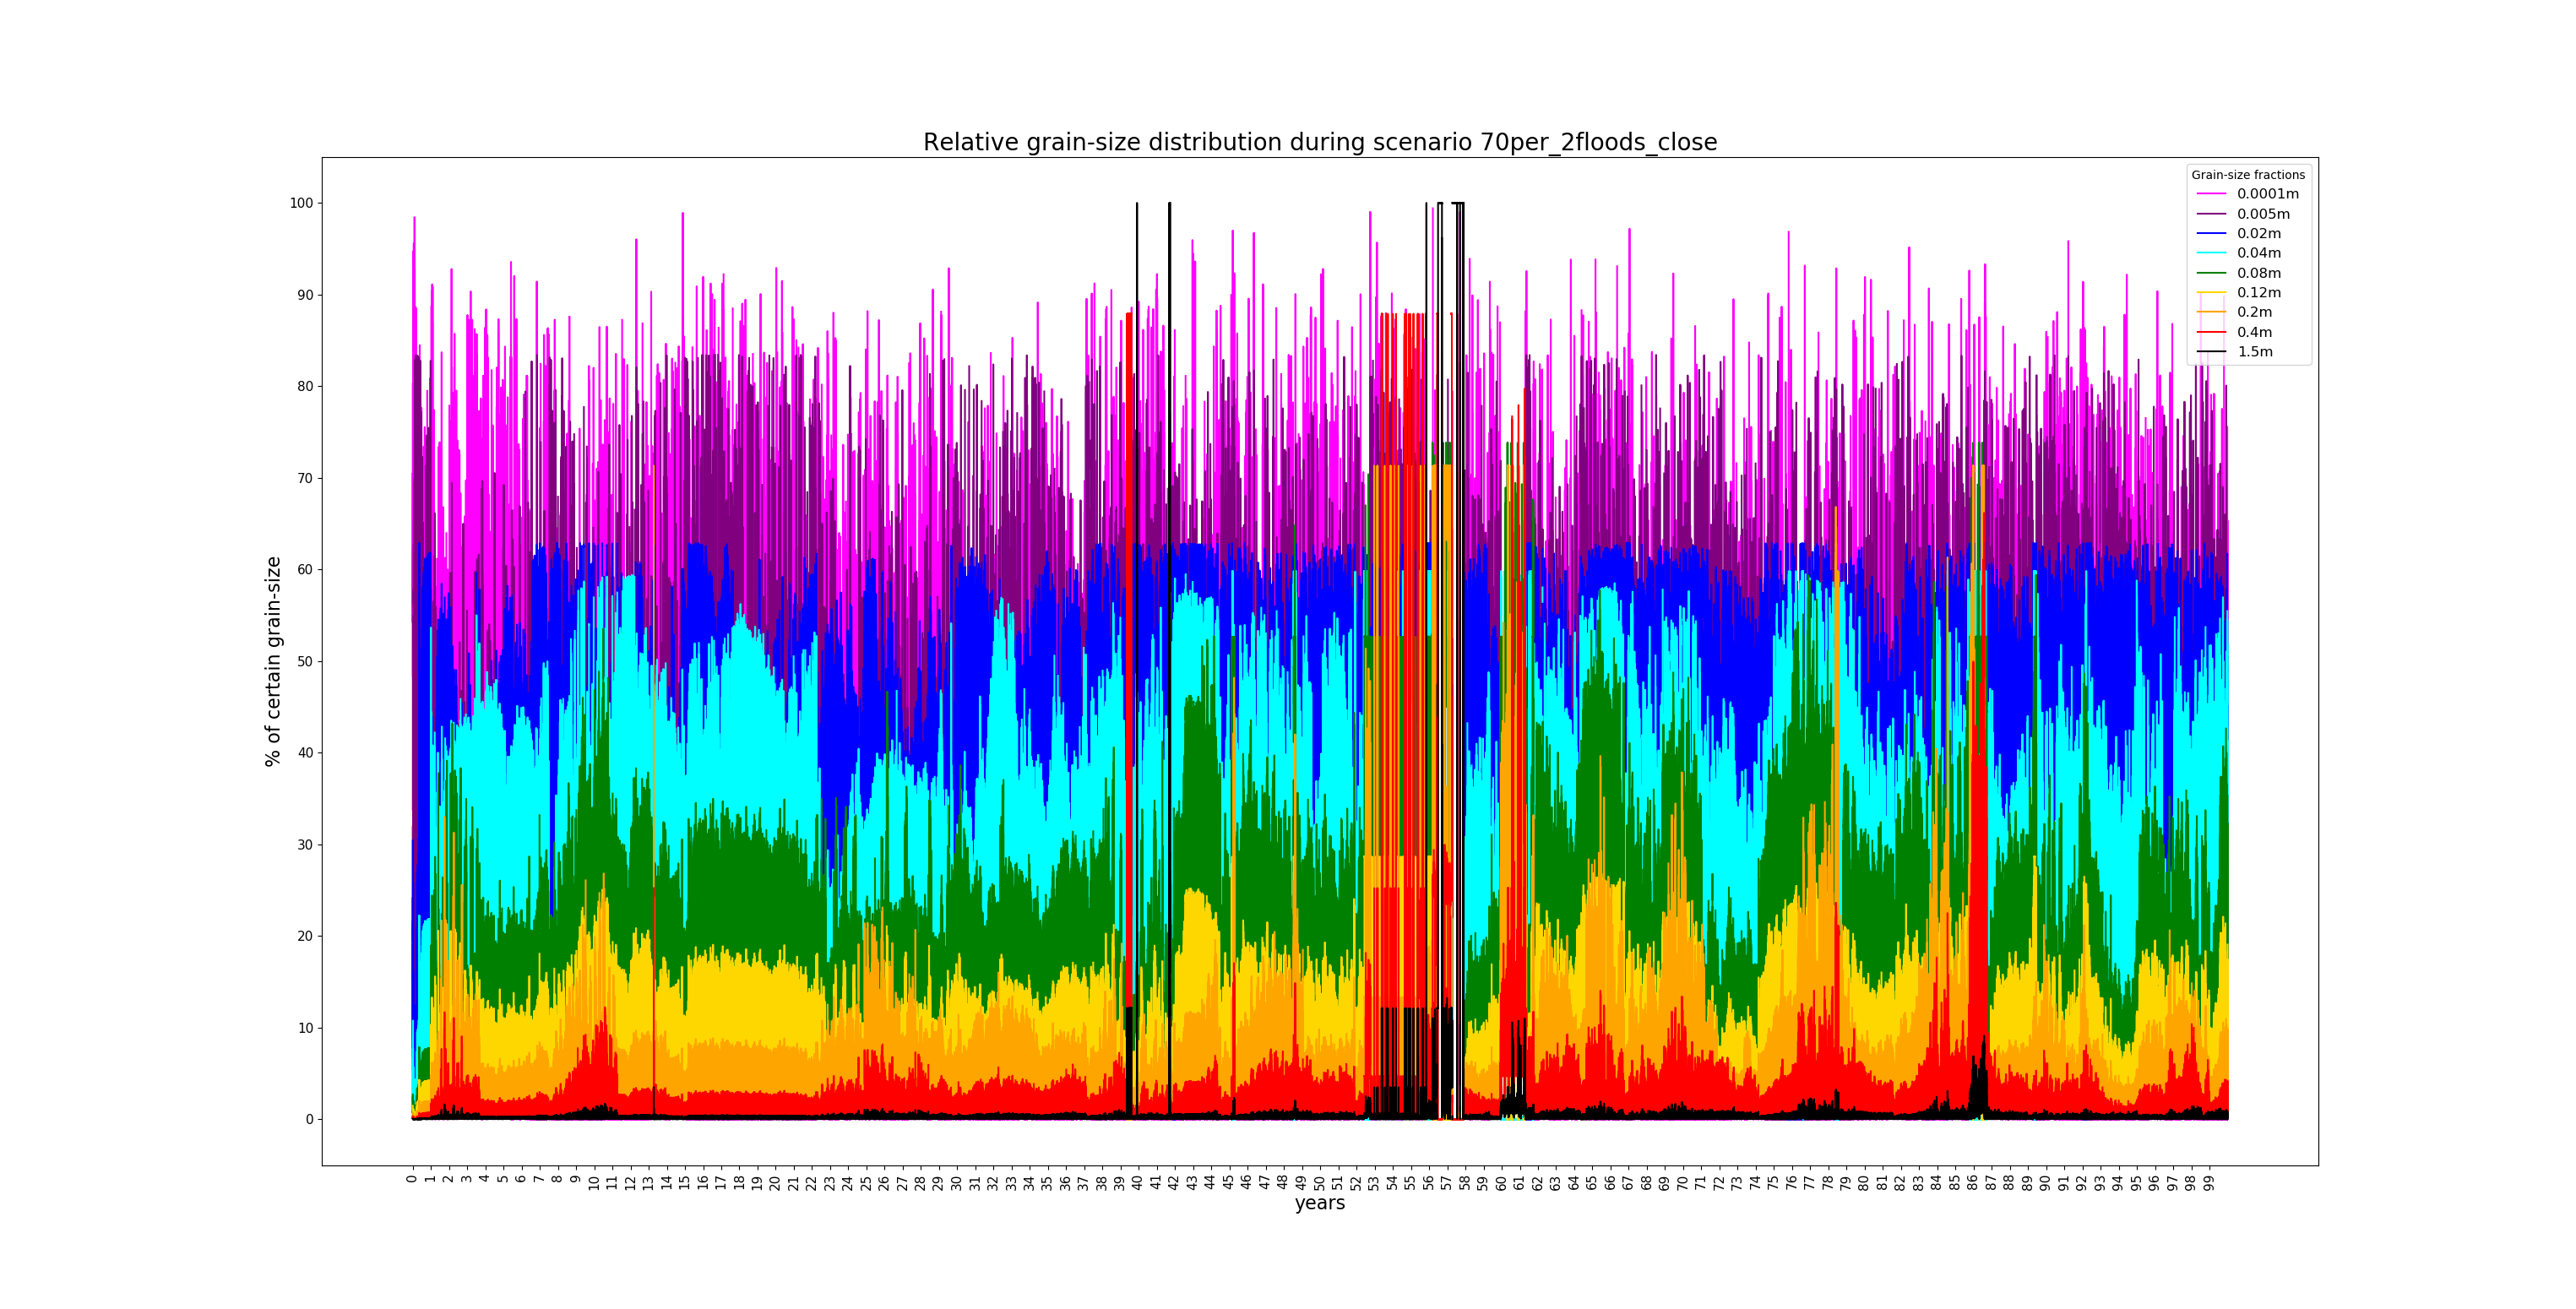 Relative grain-size distribution during scenario 70per_2floods_close
Grain-size fractions
0.0001m
0.005m
0.02m
0.04m
0.08m
0.12m
0.2m
0.4m
1.5m
% of certain grain-size
100
90
80
70
60
50
40
30
20
10
0
0 1 2 3 4 5 6 7 8 9 10 11 12 13 14 15 16 17 18 19 20 21 22 23 24 25 26 27 28 29 30 31 32 33 34 35 36 37 38 39 40 41 42 43 44 45 46 47 48 49 50 51 52 53 54 55 56 57 58 59 60 61 62 63 64 65 66 67 68 69 70 71 72 73 74 75 76 77 78 79 80 81 82 83 84 85 86 87 88 89 90 91 92 93 94 95 96 97 98 99
years